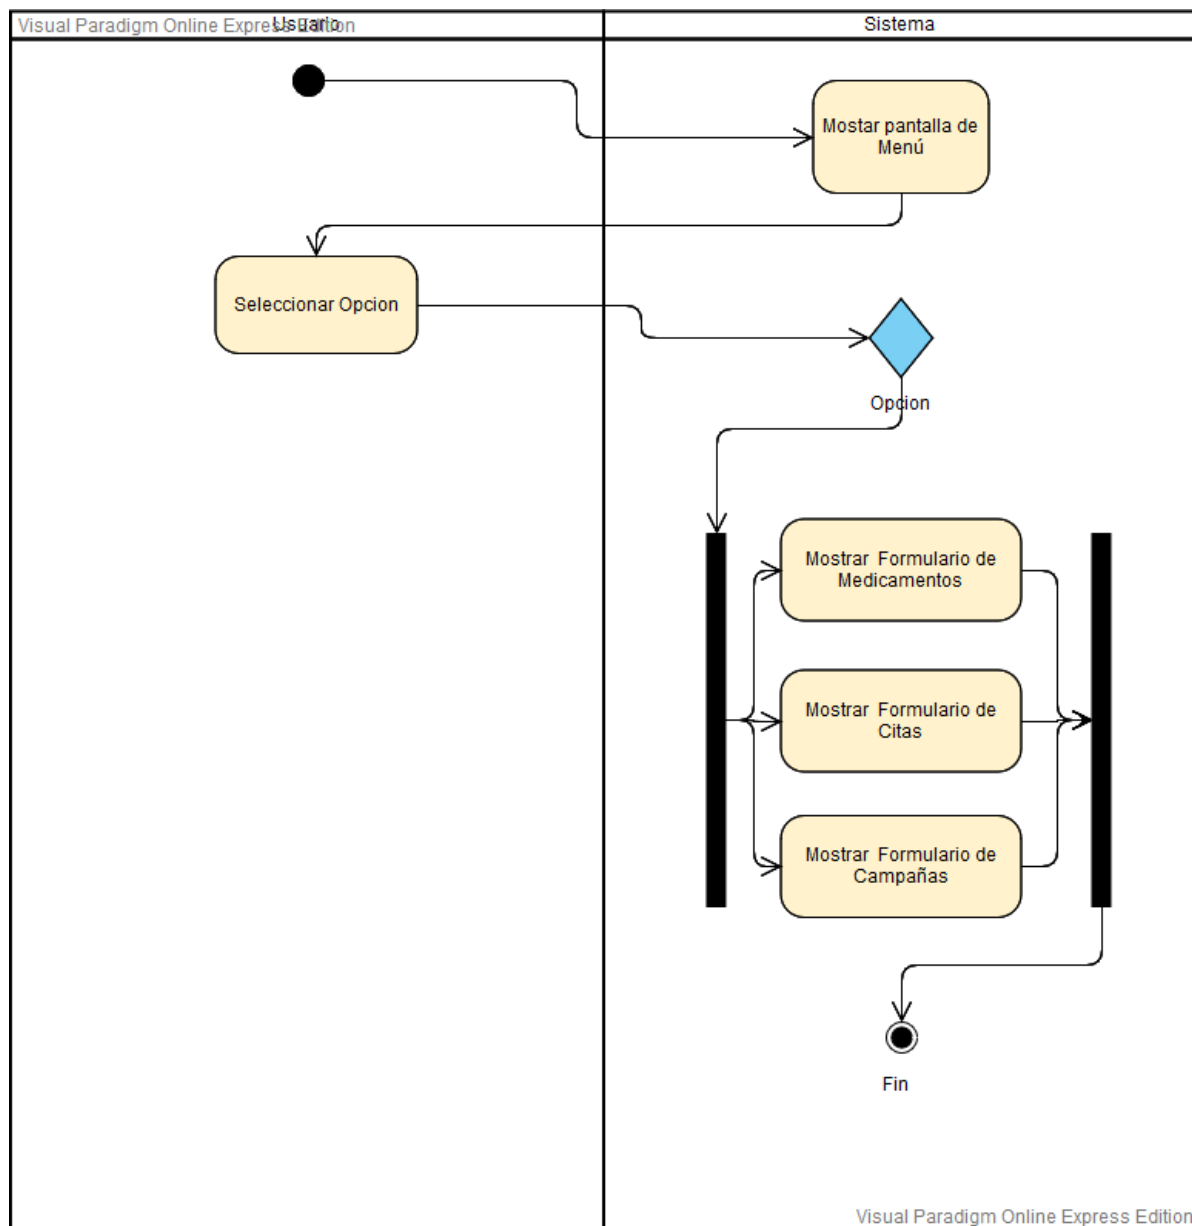 Visual Paradigm Online Express Edition
Usuario
Sistema
Mostar pantalla de
Menú
Seleccionar Opcion
Opcion
Mostrar Formulario de
Medicamentos
Mostrar Formulario de
Citas
Mostrar Formulario de
Campañas
Fin
Visual Paradigm Online Express Edition